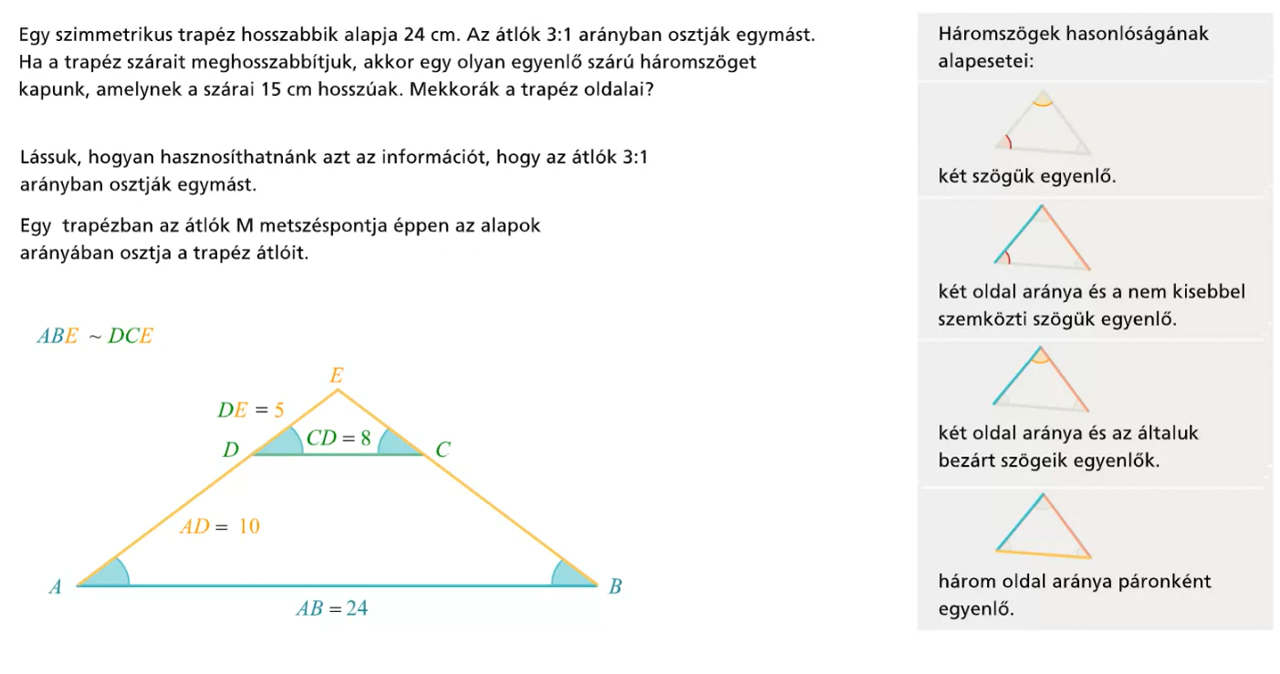 Egy szimmetrikus trapéz hosszabbik alapja 24 cm. Az átlók 3:1 arányban osztják egymást.
Ha a trapéz szárait meghosszabbítjuk, akkor egy olyan egyenlő szárú háromszöget
kapunk, amelynek a szárai 15 cm hosszúak. Mekkorák a trapéz oldalai?
Lássuk, hogyan hasznosíthatnánk azt az információt, hogy az átlók 3:1
arányban osztják egymást.
Egy trapézban az átlók M metszéspontja éppen az alapok
arányában osztja a trapéz átlóit.
ABE ~ DCE
E
DE = 5
CD = 8
D
C
AD = 10
A
B
AB = 24
Háromszögek hasonlóságának
alapesetei:
két szögük egyenlő.
két oldal aránya és a nem kisebbel
szemközti szögük egyenlő.
két oldal aránya és az általuk
bezárt szögeik egyenlők.
három oldal aránya páronként
egyenlő.